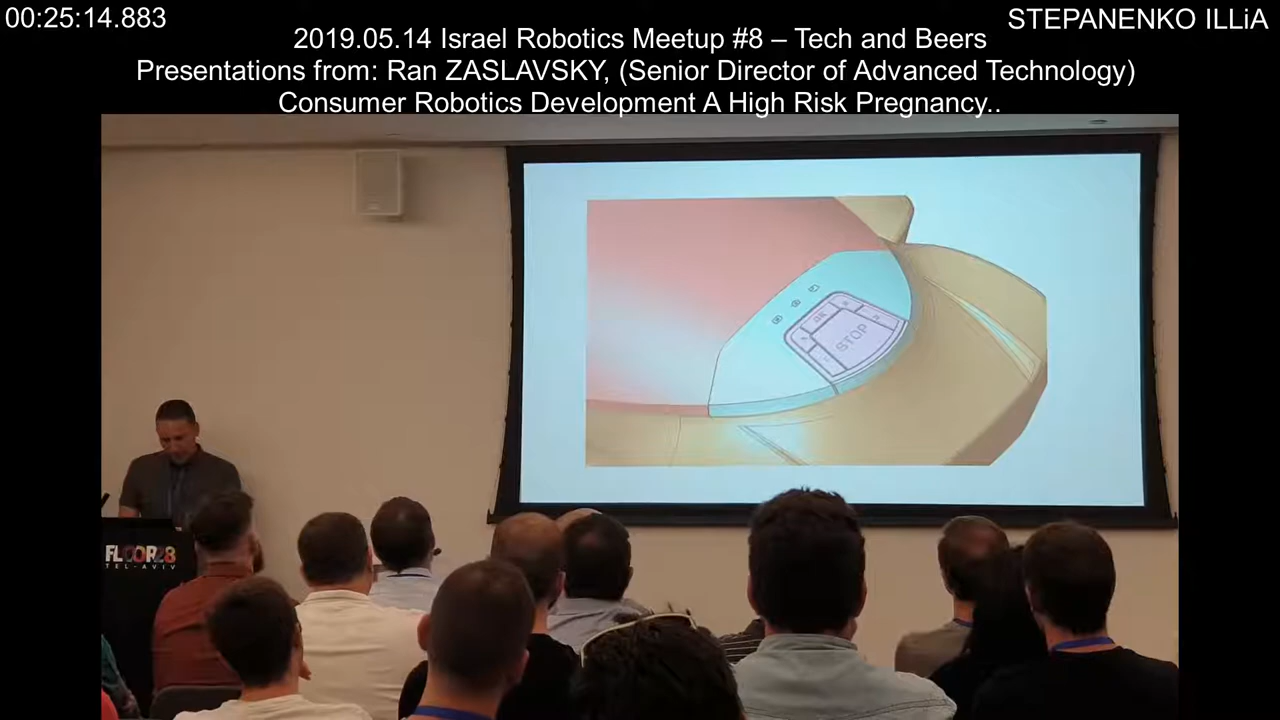 00:25:14.883
STEPANENKO ILLiA
2019.05.14 Israel Robotics Meetup #8 – Tech and Beers
Presentations from: Ran ZASLAVSKY, (Senior Director of Advanced Technology)
Consumer Robotics Development A High Risk Pregnancy..
STOP
FLOOR28
TEL-AVIV